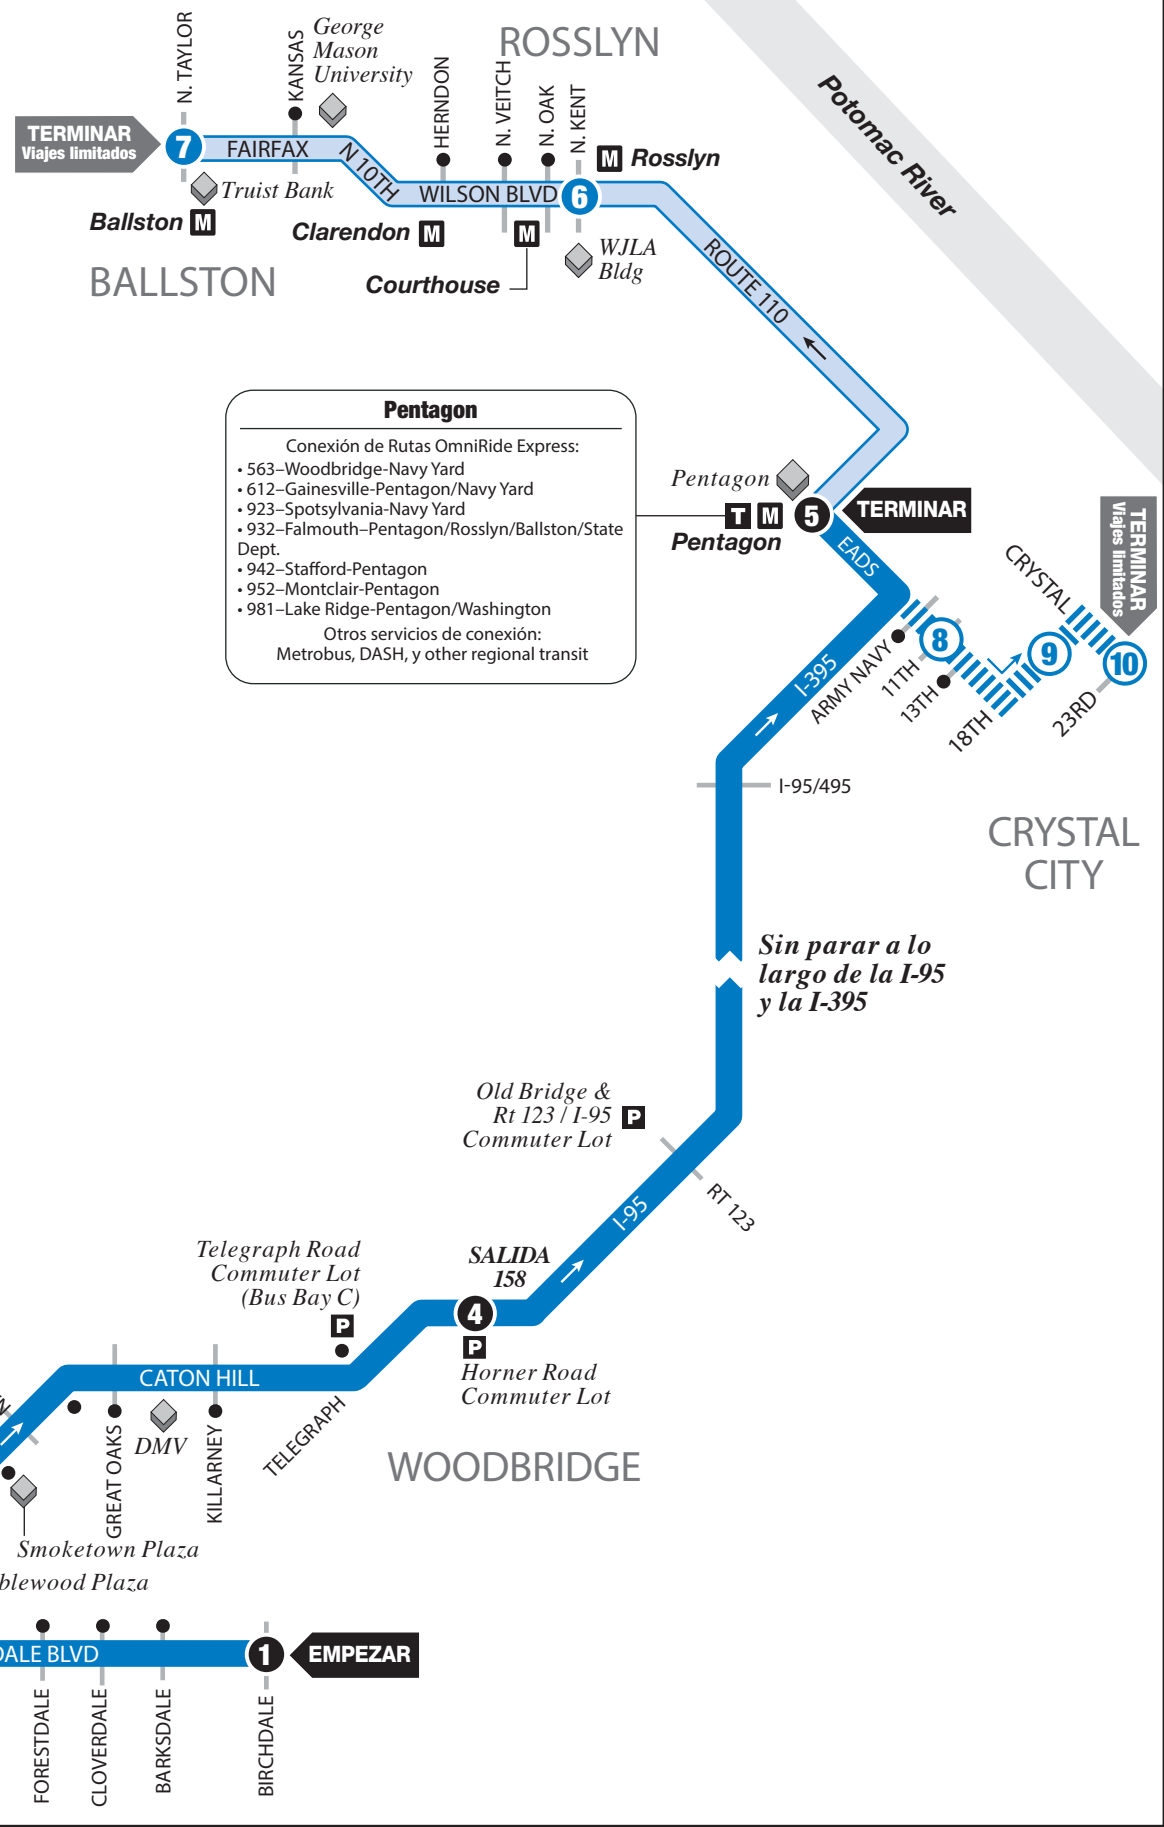 ROSSLYN
N. TAYLOR
KANSAS
George
Mason
University
HERNDON
N. VEITCH
N. OAK
N. KENT
Potomac River
TERMINAR
Viajes limitados
7
FAIRFAX
N 10TH
WILSON BLVD
6
M Rosslyn
Truist Bank
Ballston M
Clarendon M
M
Courthouse
WJLA
Bldg
BALLSTON
ROUTE 110
Pentagon
Conexión de Rutas OmniRide Express:
• 563–Woodbridge-Navy Yard
• 612–Gainesville-Pentagon/Navy Yard
• 923–Spotsylvania-Navy Yard
• 932–Falmouth–Pentagon/Rosslyn/Ballston/State
Dept.
• 942–Stafford-Pentagon
• 952–Montclair-Pentagon
• 981–Lake Ridge-Pentagon/Washington
Otros servicios de conexión:
Metrobus, DASH, y other regional transit
Pentagon
T M 5
TERMINAR
Pentagon
EADS
TERMINAR
Viajes limitados
CRYSTAL
8
9
10
ARMY NAVY
11TH
13TH
18TH
23RD
I-395
I-95/495
CRYSTAL
CITY
Sin parar a lo
largo de la I-95
y la I-395
Old Bridge &
Rt 123 / I-95
Commuter Lot
P
RT 123
I-95
SALIDA
158
Telegraph Road
Commuter Lot
(Bus Bay C)
P
4
P
Horner Road
Commuter Lot
CATON HILL
TELEGRAPH
DMV
GREAT OAKS
KILLARNEY
WOODBRIDGE
Smoketown Plaza
blewood Plaza
DALE BLVD
1
EMPEZAR
FORESTDALE
CLOVERDALE
BARKSDALE
BIRCHDALE